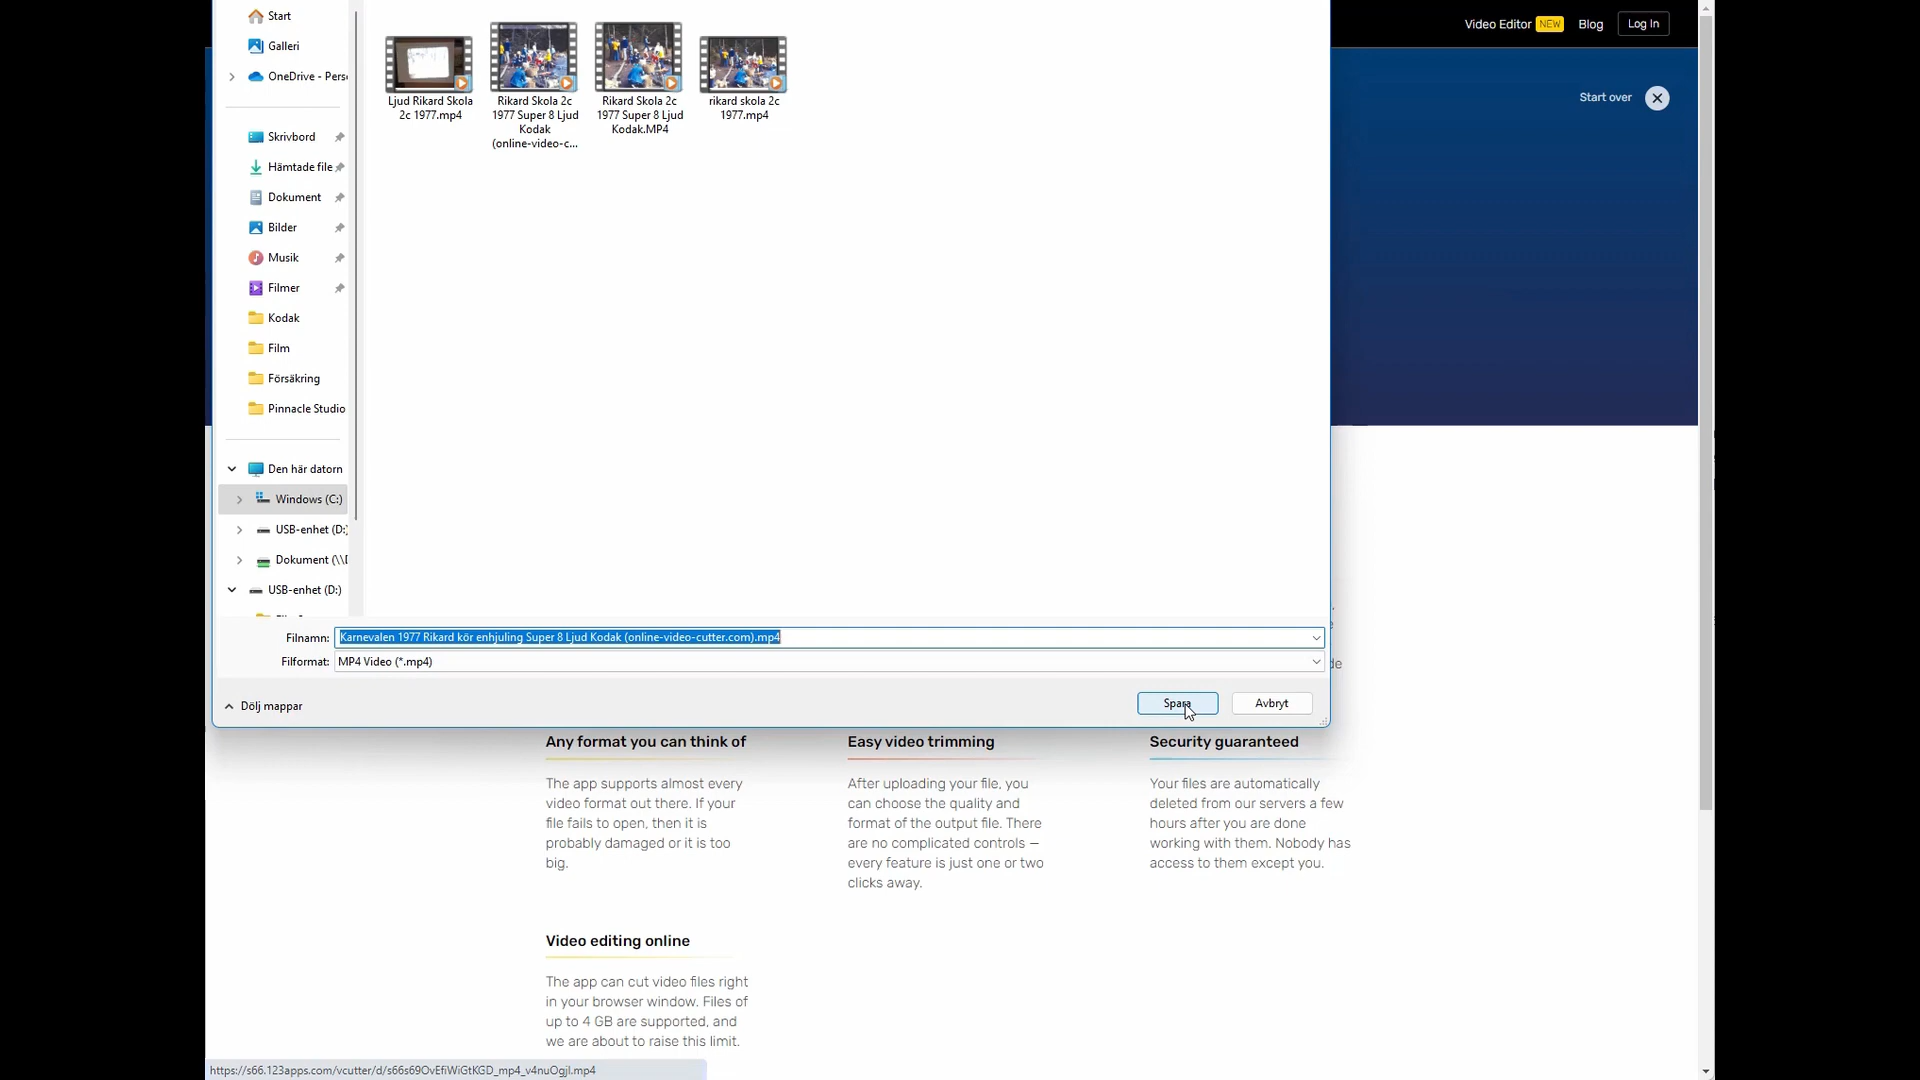 Video Editor NEW Blog Log In
Start over
Start
Galleri
OneDrive - Pers
Skrivbord
Hämtade file
Dokument
Bilder
Musik
Filmer
Kodak
Film
Försäkring
Pinnacle Studio
Den här datorn
Windows (C:)
USB-enhet (D:)
Dokument (\\
USB-enhet (D:)
Ljud Rikard Skola
2c 1977.mp4
Rikard Skola 2c
1977 Super 8 Ljud
Kodak
(online-video-c...
Rikard Skola 2c
1977 Super 8 Ljud
Kodak.MP4
rikard skola 2c
1977.mp4
Filnamn: Karnevalen 1977 Rikard kör enhjuling Super 8 Ljud Kodak (online-video-cutter.com).mp4
Filformat: MP4 Video (*.mp4)
Dölj mappar
Spara
Avbryt
Any format you can think of
The app supports almost every
video format out there. If your
file fails to open, then it is
probably damaged or it is too
big.
Easy video trimming
After uploading your file, you
can choose the quality and
format of the output file. There
are no complicated controls —
every feature is just one or two
clicks away.
Security guaranteed
Your files are automatically
deleted from our servers a few
hours after you are done
working with them. Nobody has
access to them except you.
Video editing online
The app can cut video files right
in your browser window. Files of
up to 4 GB are supported, and
we are about to raise this limit.